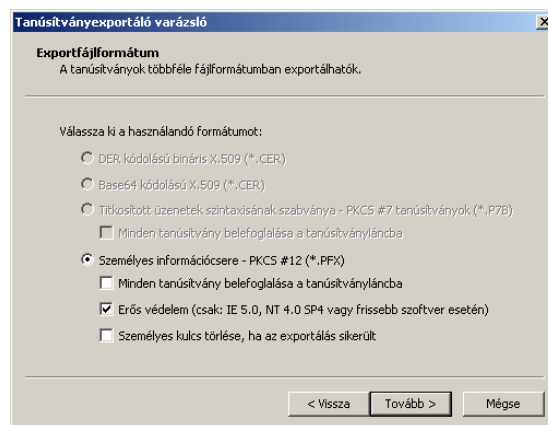 Tanúsítványexportáló varázsló
Exportfájlformátum
A tanúsítványok többféle fájlformátumban exportálhatók.
Válassza ki a használandó formátumot:
DER kódolású bináris X.509 (*.CER)
Base64 kódolású X.509 (*.CER)
Titkosított üzenetek szintaxisának szabványa - PKCS #7 tanúsítványok (*.P7B)
Minden tanúsítvány belefoglalása a tanúsítványláncba
Személyes információcsere - PKCS #12 (*.PFX)
Minden tanúsítvány belefoglalása a tanúsítványláncba
Erős védelem (csak: IE 5.0, NT 4.0 SP4 vagy frissebb szoftver esetén)
Személyes kulcs törlése, ha az exportálás sikerült
< Vissza Tovább > Mégse